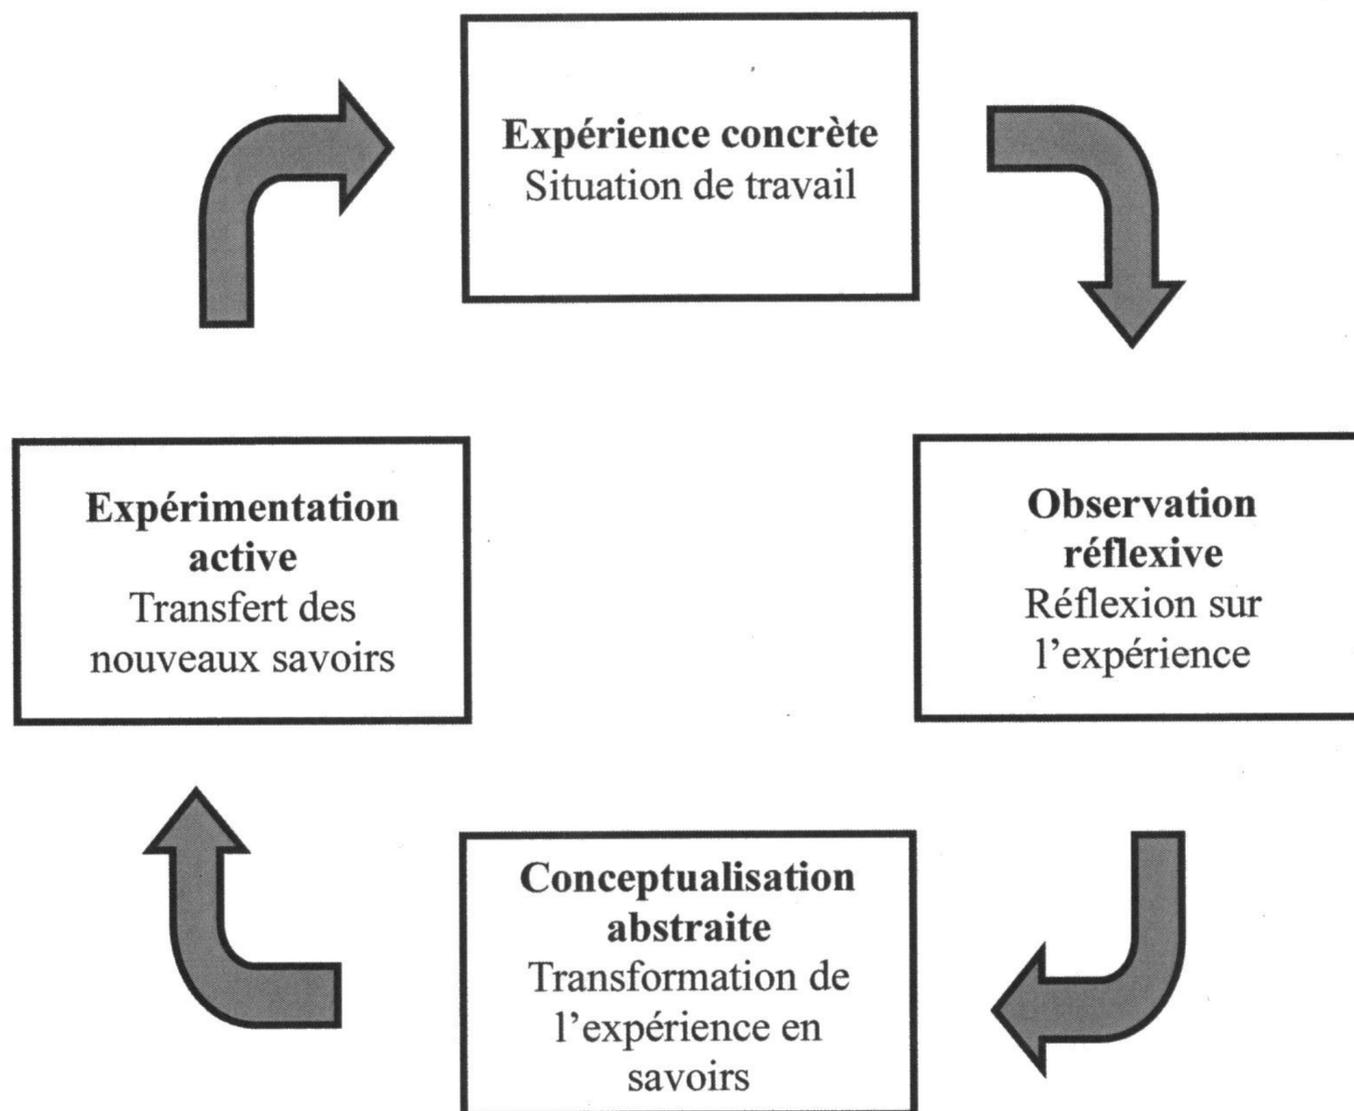 Expérience concrète
Situation de travail
Expérimentation
active
Transfert des
nouveaux savoirs
Observation
réflexive
Réflexion sur
l'expérience
Conceptualisation
abstraite
Transformation de
l'expérience en
savoirs